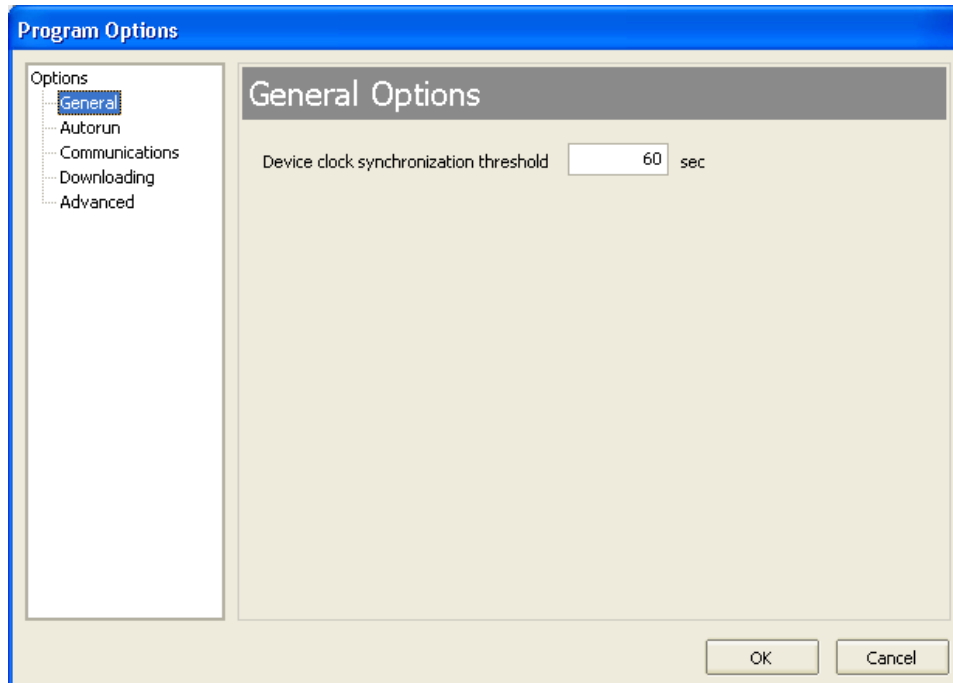 Program Options
Options
General
Autorun
Communications
Downloading
Advanced
General Options
Device clock synchronization threshold 60 sec
OK Cancel